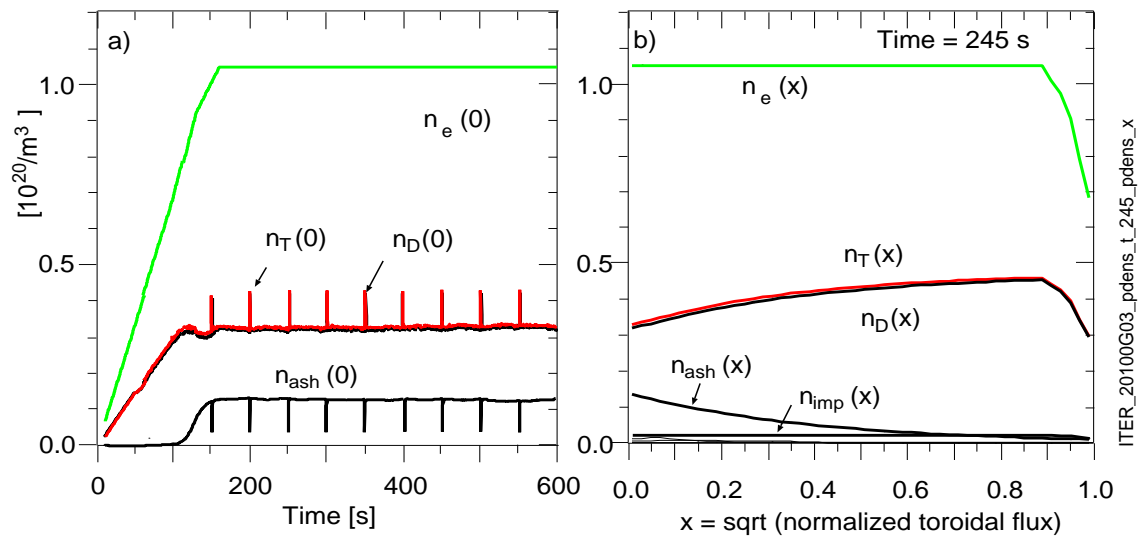 a)
b)
Time = 245 s
1.0
1.0
n e (x)
n e (0)
[10²⁰/m³]
n_T (0)
n_D (0)
n_T (x)
0.5
0.5
n_D (x)
n_ash (x)
n_ash (0)
n_imp (x)
0.0
0.0
0 200 400 600
0.0 0.2 0.4 0.6 0.8 1.0
Time [s]
x = sqrt (normalized toroidal flux)
ITER_20100G03_pdens_t_245_pdens_x